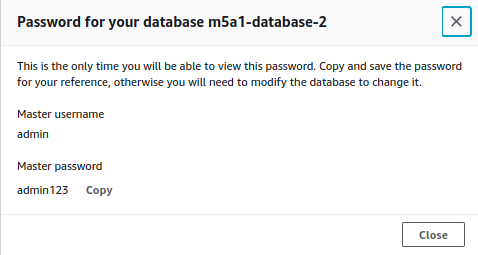 Password for your database m5a1-database-2
This is the only time you will be able to view this password. Copy and save the password
for your reference, otherwise you will need to modify the database to change it.
Master username
admin
Master password
admin123 Copy
Close